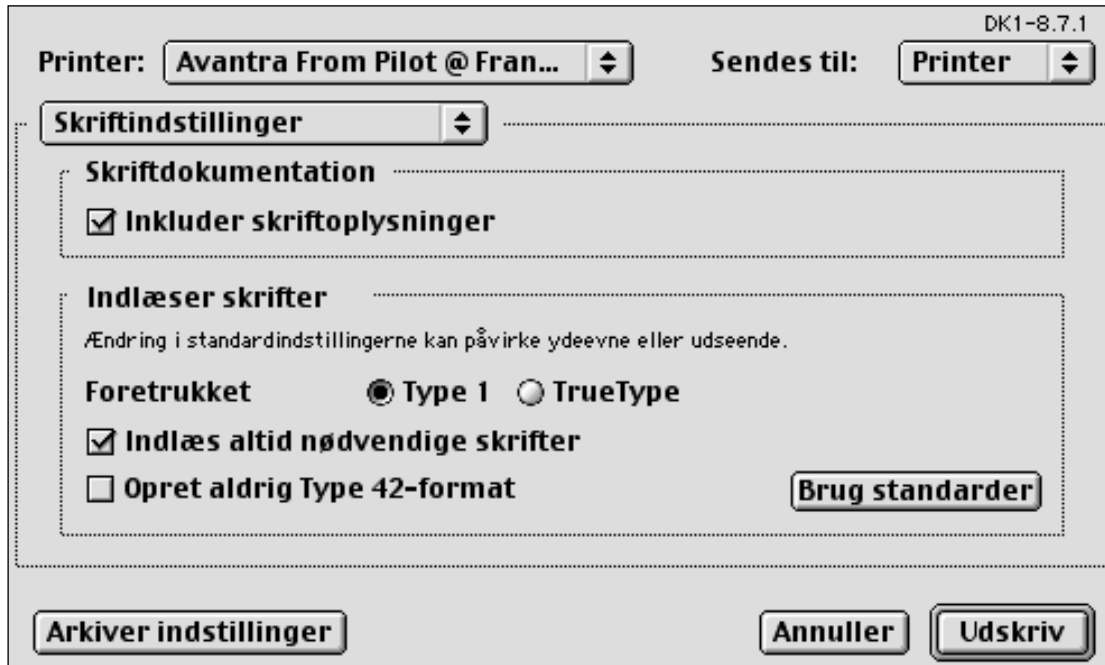 DK1-8.7.1
Printer: Avantra From Pilot @ Fran... Sendes til: Printer
Skriftindstillinger
Skriftdokumentation
Inkluder skriftoplysninger
Indlæser skrifter
Ændring i standardindstillingerne kan påvirke ydeevne eller udseende.
Foretrukket Type 1 TrueType
Indlæs altid nødvendige skrifter
Opret aldrig Type 42-format Brug standarder
Arkiver indstillinger Annuller Udskriv